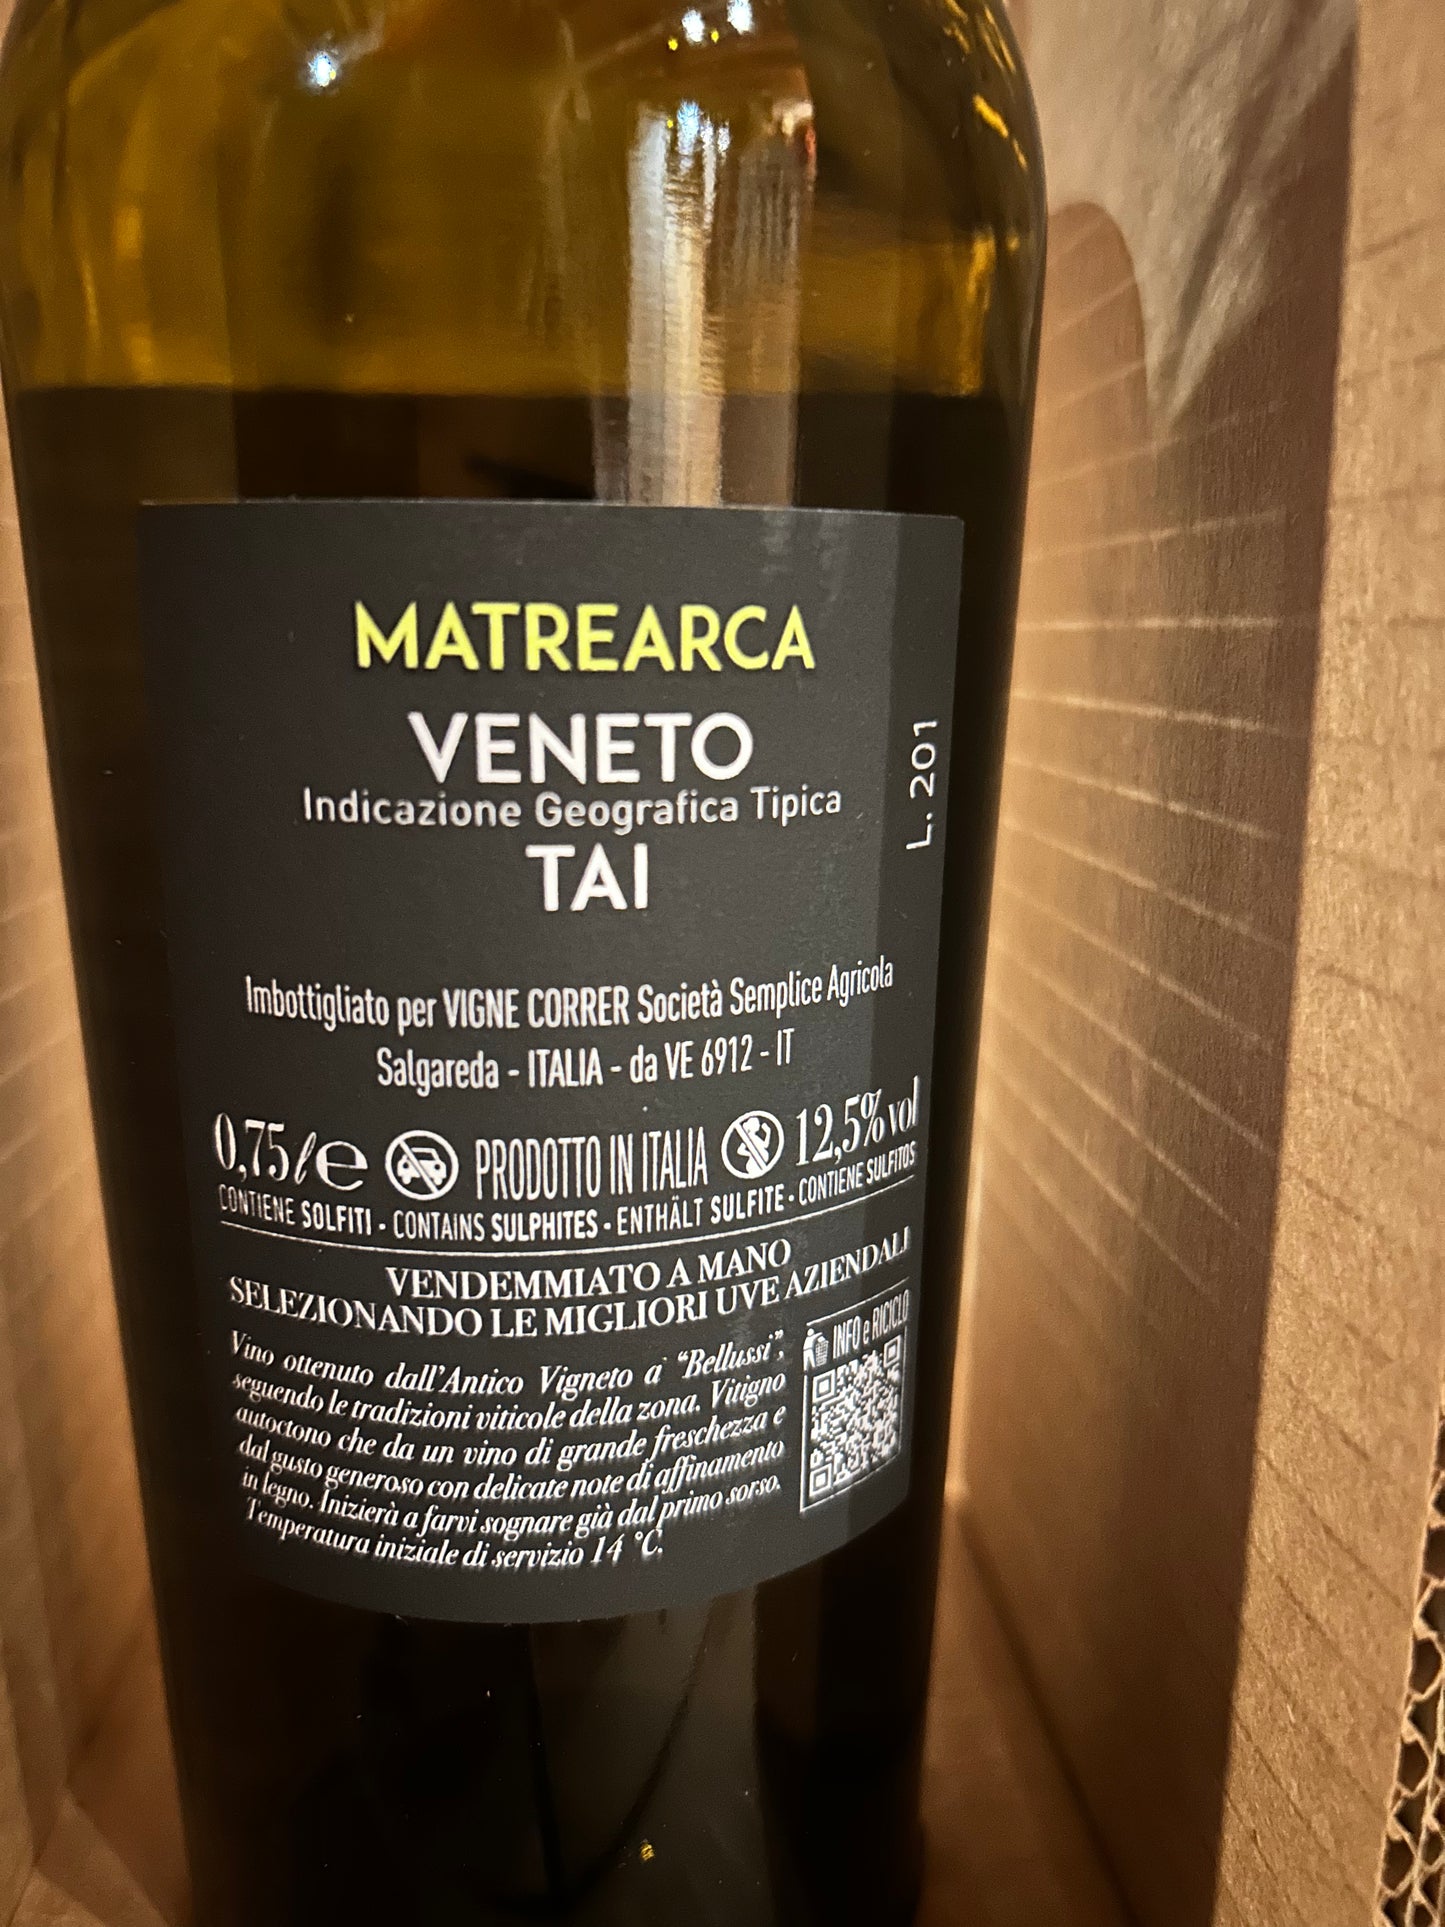 MATREARCA
VENETO
Indicazione Geografica Tipica
TAI
L. 201
Imbottigliato per VIGNE CORRER Società Semplice Agricola
Salgareda - ITALIA - da VE 6912 - IT
0,75 ℓ e PRODOTTO IN ITALIA 12,5% vol
CONTIENE SOLFITI • CONTAINS SULPHITES • ENTHÄLT SULFITE • CONTIENE SULFITOS
VENDEMMIATO A MANO
SELEZIONANDO LE MIGLIORI UVE AZIENDALI
Vino ottenuto dall'Antico Vigneto a “Bellussi”,
seguendo le tradizioni viticole della zona. Vitigno
autoctono che da un vino di grande freschezza e
dal gusto generoso con delicate note di affinamento
in legno. Inizierà a farvi sognare già dal primo sorso.
Temperatura iniziale di servizio 14 °C.
INFO e RICICLO